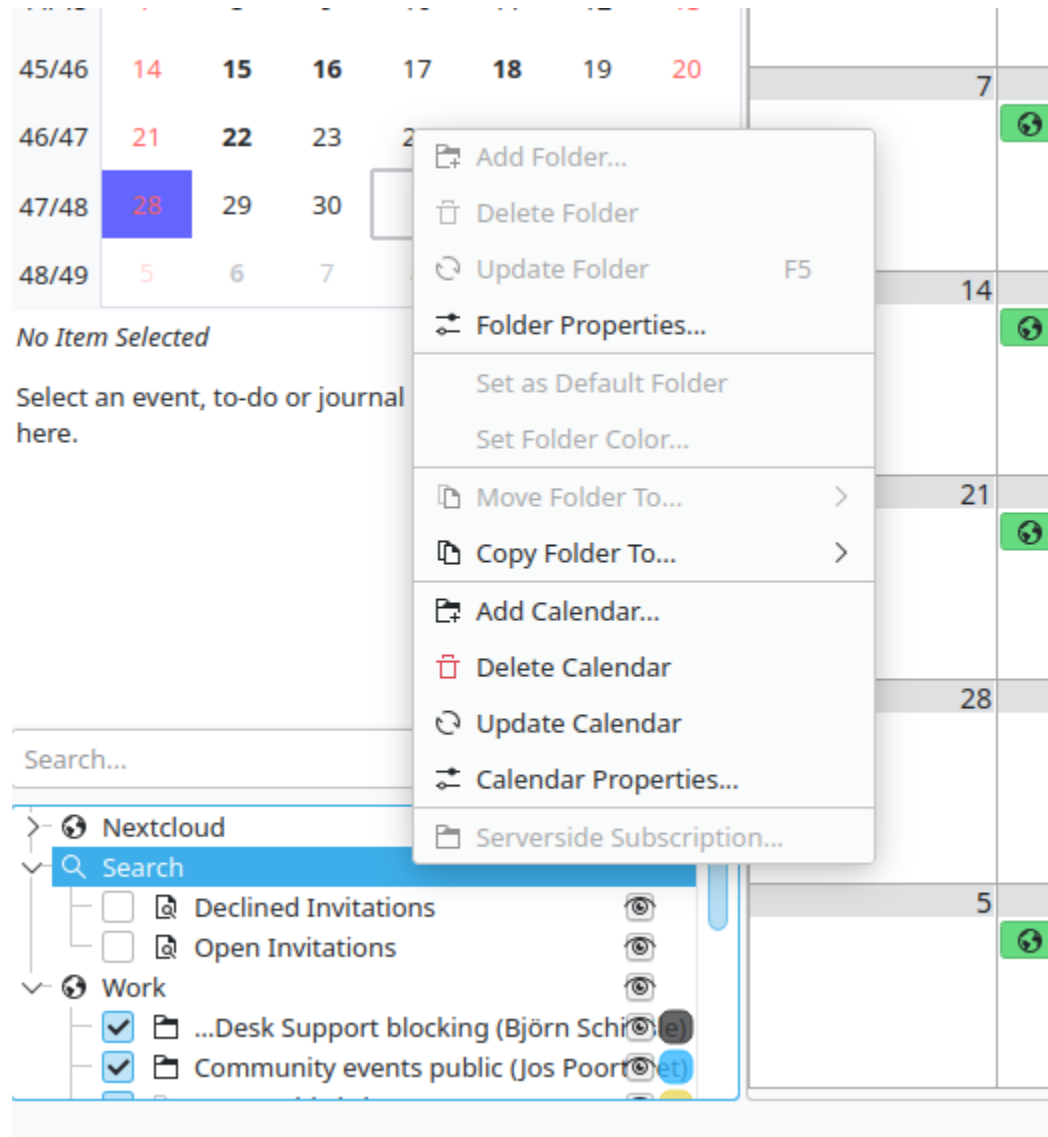 45/46 14 15 16 17 18 19 20
7
46/47 21 22 23
47/48 28 29 30
48/49 5 6 7
No Item Selected
Select an event, to-do or journal
here.
Add Folder...
Delete Folder
Update Folder F5
Folder Properties...
Set as Default Folder
Set Folder Color...
Move Folder To...
Copy Folder To...
Add Calendar...
Delete Calendar
Update Calendar
Calendar Properties...
Serverside Subscription...
14
21
28
5
Search...
Nextcloud
Search
Declined Invitations
Open Invitations
Work
...Desk Support blocking (Björn
Community events public (Jos